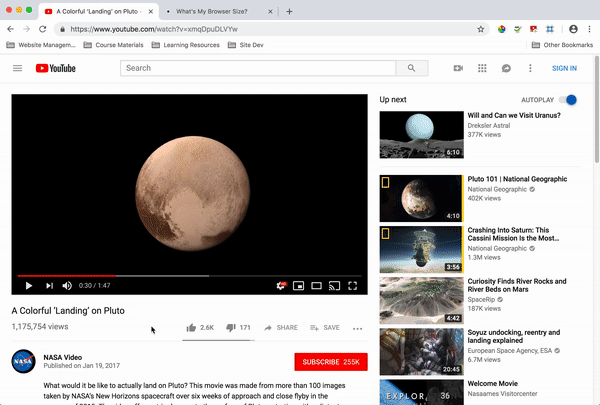 A Colorful 'Landing' on Pluto -
What's My Browser Size?
https://www.youtube.com/watch?v=xmqDpuDLVYw
Website Managem...
Course Materials
Learning Resources
Site Dev
Other Bookmarks
YouTube
Search
SIGN IN
0:30 / 1:47
A Colorful 'Landing' on Pluto
1,175,754 views
2.6K
171
SHARE
SAVE
NASA
NASA Video
Published on Jan 19, 2017
SUBSCRIBE 255K
What would it be like to actually land on Pluto? This movie was made from more than 100 images
taken by NASA's New Horizons spacecraft over six weeks of approach and close flyby in the
Up next
AUTOPLAY
6:10
Will and Can we Visit Uranus?
Dreksler Astral
377K views
4:10
Pluto 101 | National Geographic
National Geographic
402K views
3:56
Crashing Into Saturn: This
Cassini Mission Is the Most...
National Geographic
1.3M views
4:42
Curiosity Finds River Rocks and
River Beds on Mars
SpaceRip
187K views
20:45
Soyuz undocking, reentry and
landing explained
European Space Agency, ESA
6.7M views
EXPLOR
36
Welcome Movie
Nasaames Visitorcenter